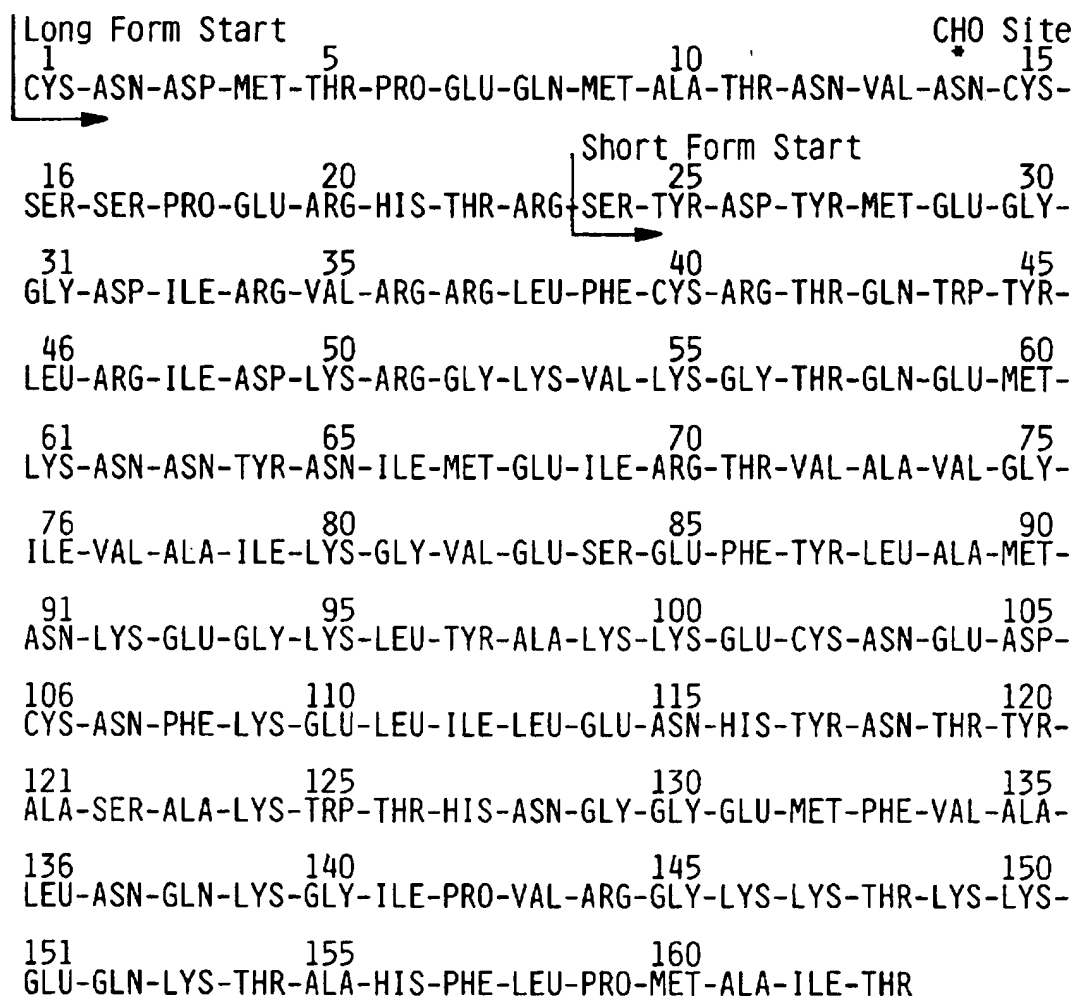 Long Form Start CHO Site
1 5 10 * 15
CYS-ASN-ASP-MET-THR-PRO-GLU-GLN-MET-ALA-THR-ASN-VAL-ASN-CYS-
Short Form Start
16 20 25 30
SER-SER-PRO-GLU-ARG-HIS-THR-ARG-SER-TYR-ASP-TYR-MET-GLU-GLY-
31 35 40 45
GLY-ASP-ILE-ARG-VAL-ARG-ARG-LEU-PHE-CYS-ARG-THR-GLN-TRP-TYR-
46 50 55 60
LEU-ARG-ILE-ASP-LYS-ARG-GLY-LYS-VAL-LYS-GLY-THR-GLN-GLU-MET-
61 65 70 75
LYS-ASN-ASN-TYR-ASN-ILE-MET-GLU-ILE-ARG-THR-VAL-ALA-VAL-GLY-
76 80 85 90
ILE-VAL-ALA-ILE-LYS-GLY-VAL-GLU-SER-GLU-PHE-TYR-LEU-ALA-MET-
91 95 100 105
ASN-LYS-GLU-GLY-LYS-LEU-TYR-ALA-LYS-LYS-GLU-CYS-ASN-GLU-ASP-
106 110 115 120
CYS-ASN-PHE-LYS-GLU-LEU-ILE-LEU-GLU-ASN-HIS-TYR-ASN-THR-TYR-
121 125 130 135
ALA-SER-ALA-LYS-TRP-THR-HIS-ASN-GLY-GLY-GLU-MET-PHE-VAL-ALA-
136 140 145 150
LEU-ASN-GLN-LYS-GLY-ILE-PRO-VAL-ARG-GLY-LYS-LYS-THR-LYS-LYS-
151 155 160
GLU-GLN-LYS-THR-ALA-HIS-PHE-LEU-PRO-MET-ALA-ILE-THR